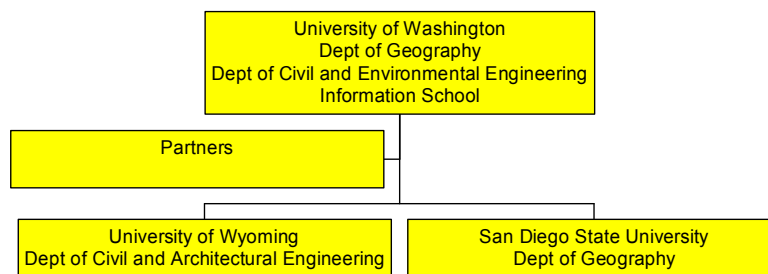 University of Washington
Dept of Geography
Dept of Civil and Environmental Engineering
Information School
Partners
University of Wyoming
Dept of Civil and Architectural Engineering
San Diego State University
Dept of Geography